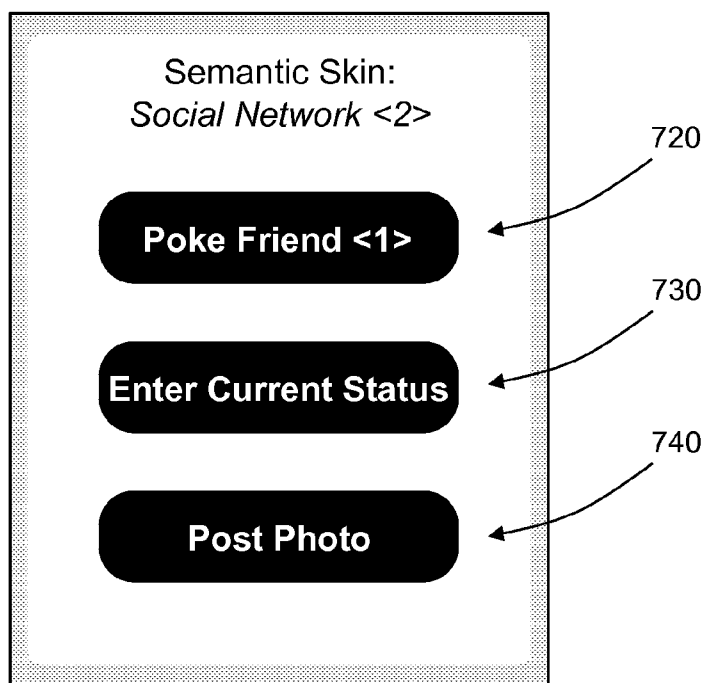 Semantic Skin:
Social Network <2>
720
Poke Friend <1>
730
Enter Current Status
740
Post Photo